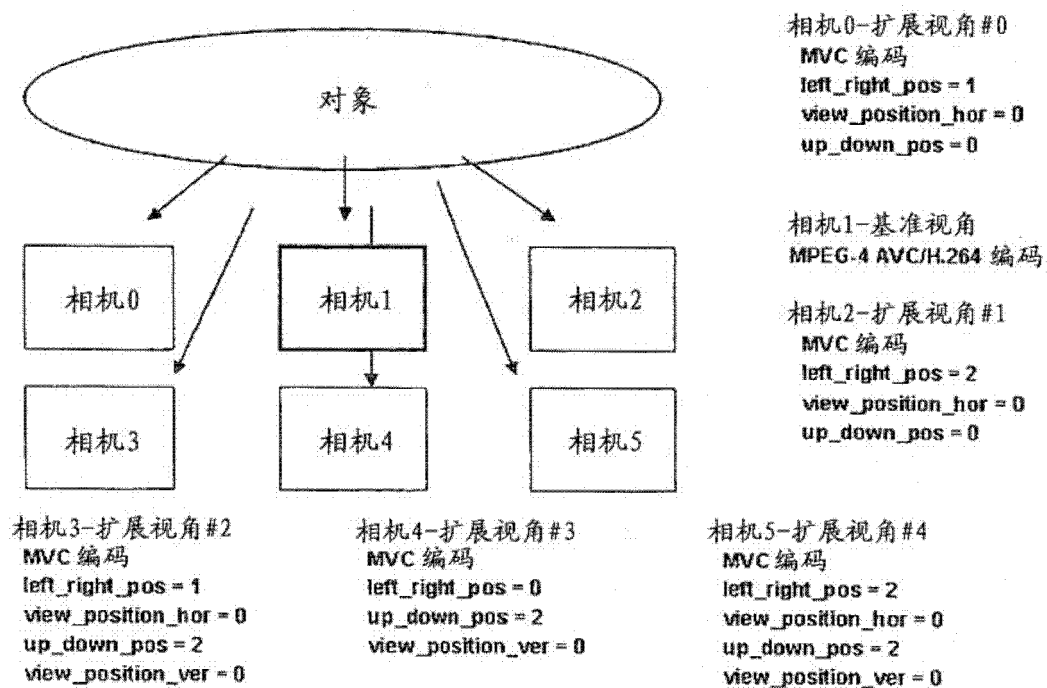 对象
相机0
相机1
相机2
相机3
相机4
相机5
相机0-扩展视角#0
MVC 编码
left_right_pos = 1
view_position_hor = 0
up_down_pos = 0
相机1-基准视角
MPEG-4 AVC/H.264 编码
相机2-扩展视角#1
MVC 编码
left_right_pos = 2
view_position_hor = 0
up_down_pos = 0
相机3-扩展视角#2
MVC 编码
left_right_pos = 1
view_position_hor = 0
up_down_pos = 2
view_position_ver = 0
相机4-扩展视角#3
MVC 编码
left_right_pos = 0
up_down_pos = 2
view_position_ver = 0
相机5-扩展视角#4
MVC 编码
left_right_pos = 2
view_position_hor = 0
up_down_pos = 2
view_position_ver = 0